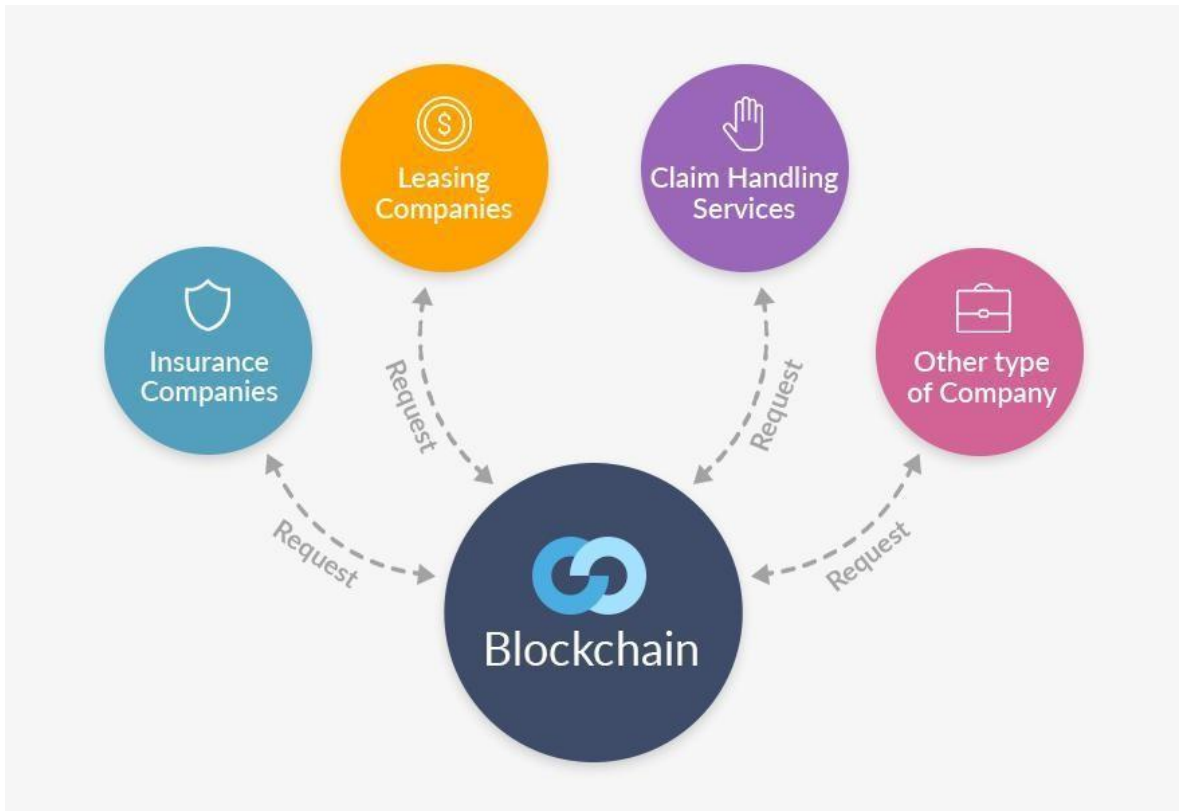 Leasing
Companies
Claim Handling
Services
Insurance
Companies
Other type
of Company
Request
Request
Request
Request
Blockchain